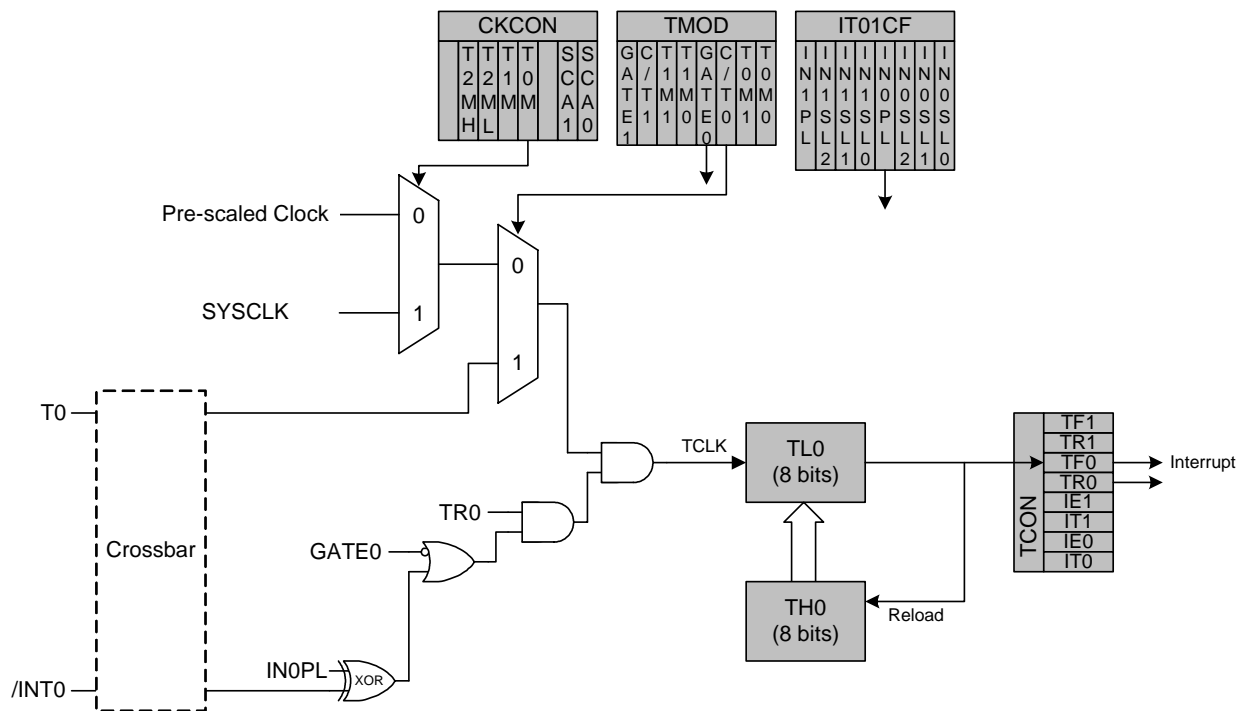 CKCON
T2MH
T2ML
T1M
T0M
SCA1
SCA0
TMOD
GATE1
C/T1
T1M1
T1M0
GATE0
C/T0
T0M1
T0M0
IT01CF
IN1PL
IN1SL2
IN1SL1
IN1SL0
IN0PL
IN0SL2
IN0SL1
IN0SL0
Pre-scaled Clock
0
SYSCLK
1
0
1
T0
Crossbar
/INT0
TR0
GATE0
IN0PL
XOR
TCLK
TL0
(8 bits)
TH0
(8 bits)
Reload
TCON
TF1
TR1
TF0
TR0
IE1
IT1
IE0
IT0
Interrupt